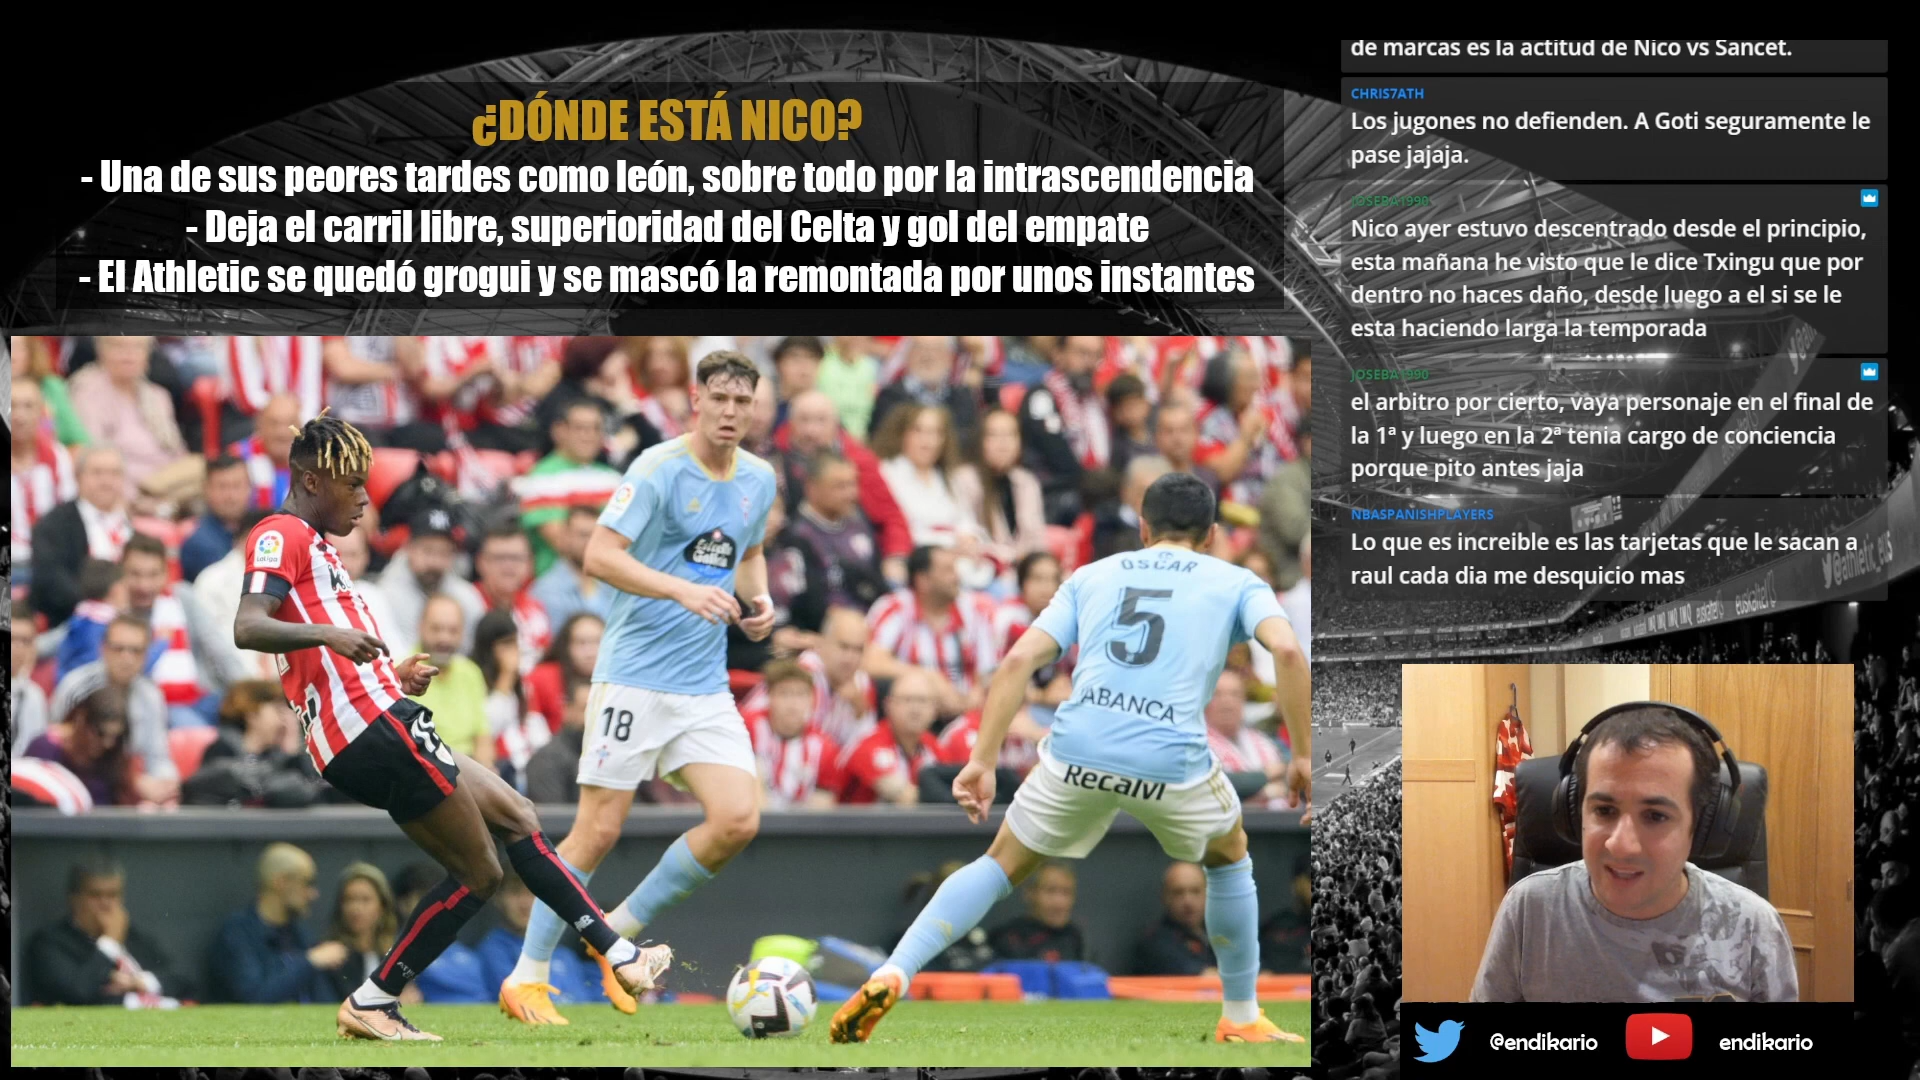 ¿DÓNDE ESTÁ NICO?
- Una de sus peores tardes como león, sobre todo por la intrascendencia
- Deja el carril libre, superioridad del Celta y gol del empate
- El Athletic se quedó grogui y se mascó la remontada por unos instantes
de marcas es la actitud de Nico vs Sancet.
CHRIS7ATH
Los jugones no defienden. A Goti seguramente le
pase jajaja.
JOSEBA1990
Nico ayer estuvo descentrado desde el principio,
esta mañana he visto que le dice Txingu que por
dentro no haces daño, desde luego a el si se le
esta haciendo larga la temporada
JOSEBA1990
el arbitro por cierto, vaya personaje en el final de
la 1ª y luego en la 2ª tenia cargo de conciencia
porque pito antes jaja
NBASPANISHPLAYERS
Lo que es increible es las tarjetas que le sacan a
raul cada dia me desquicio mas
@athletic_eus
euskaltel
LaLiga
Estrella
Galicia
18
OSCAR
5
ABANCA
Recalvi
@endikario
endikario